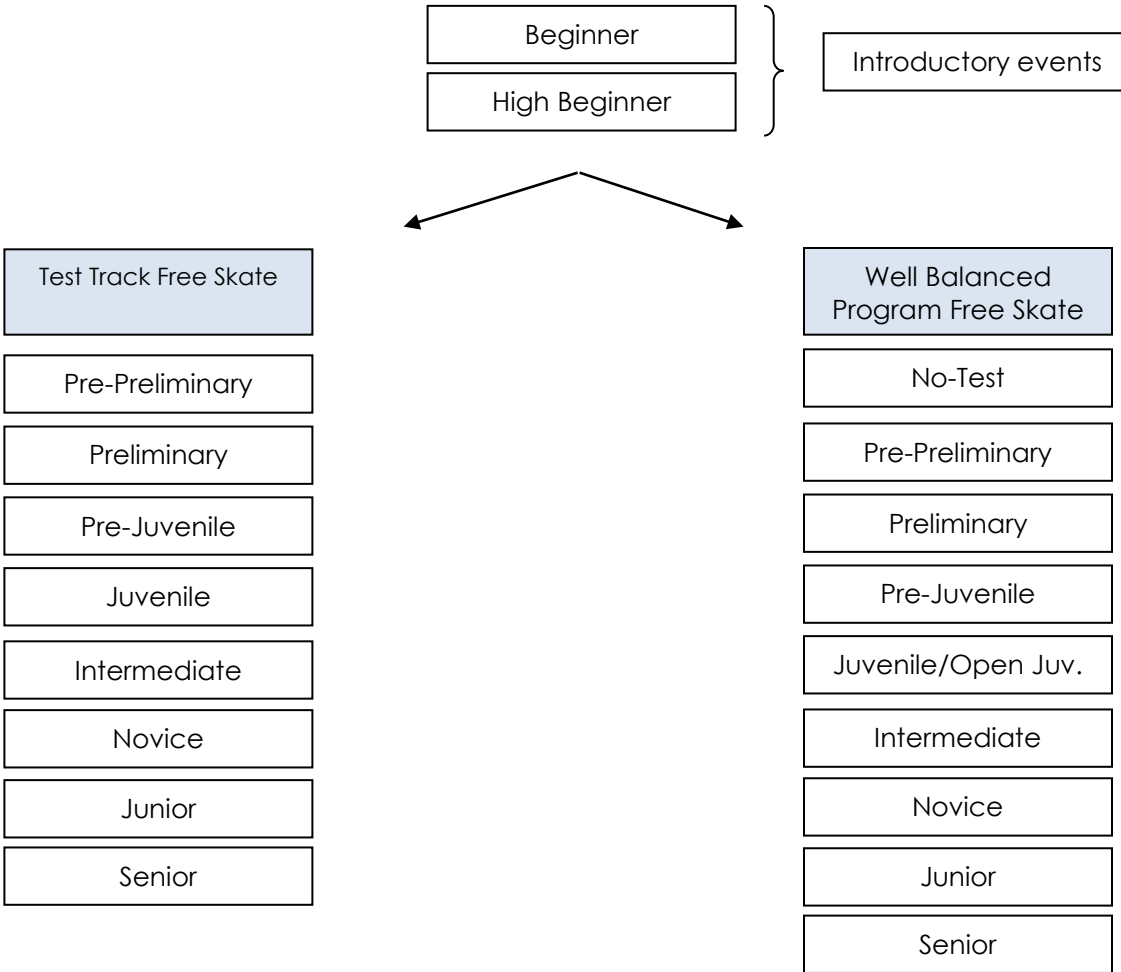 Beginner
High Beginner
Introductory events
Test Track Free Skate
Pre-Preliminary
Preliminary
Pre-Juvenile
Juvenile
Intermediate
Novice
Junior
Senior
Well Balanced
Program Free Skate
No-Test
Pre-Preliminary
Preliminary
Pre-Juvenile
Juvenile/Open Juv.
Intermediate
Novice
Junior
Senior